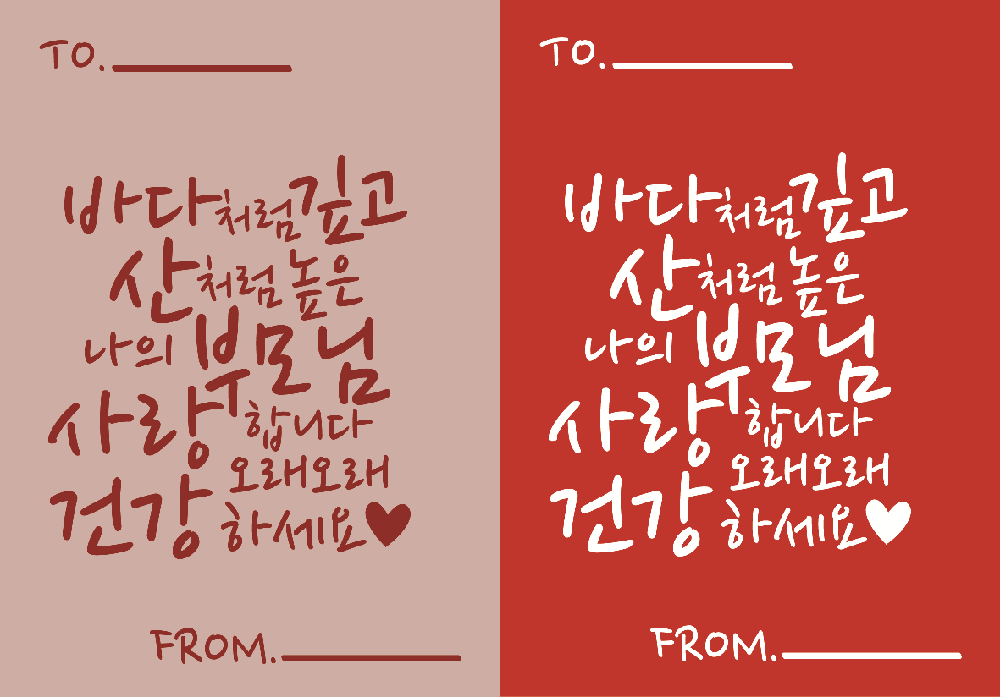 TO.
바다처럼 깊고
산처럼 높은
나의 부모님
사랑합니다
오래오래
건강하세요♥
FROM.
TO.
바다처럼 깊고
산처럼 높은
나의 부모님
사랑합니다
오래오래
건강하세요♥
FROM.